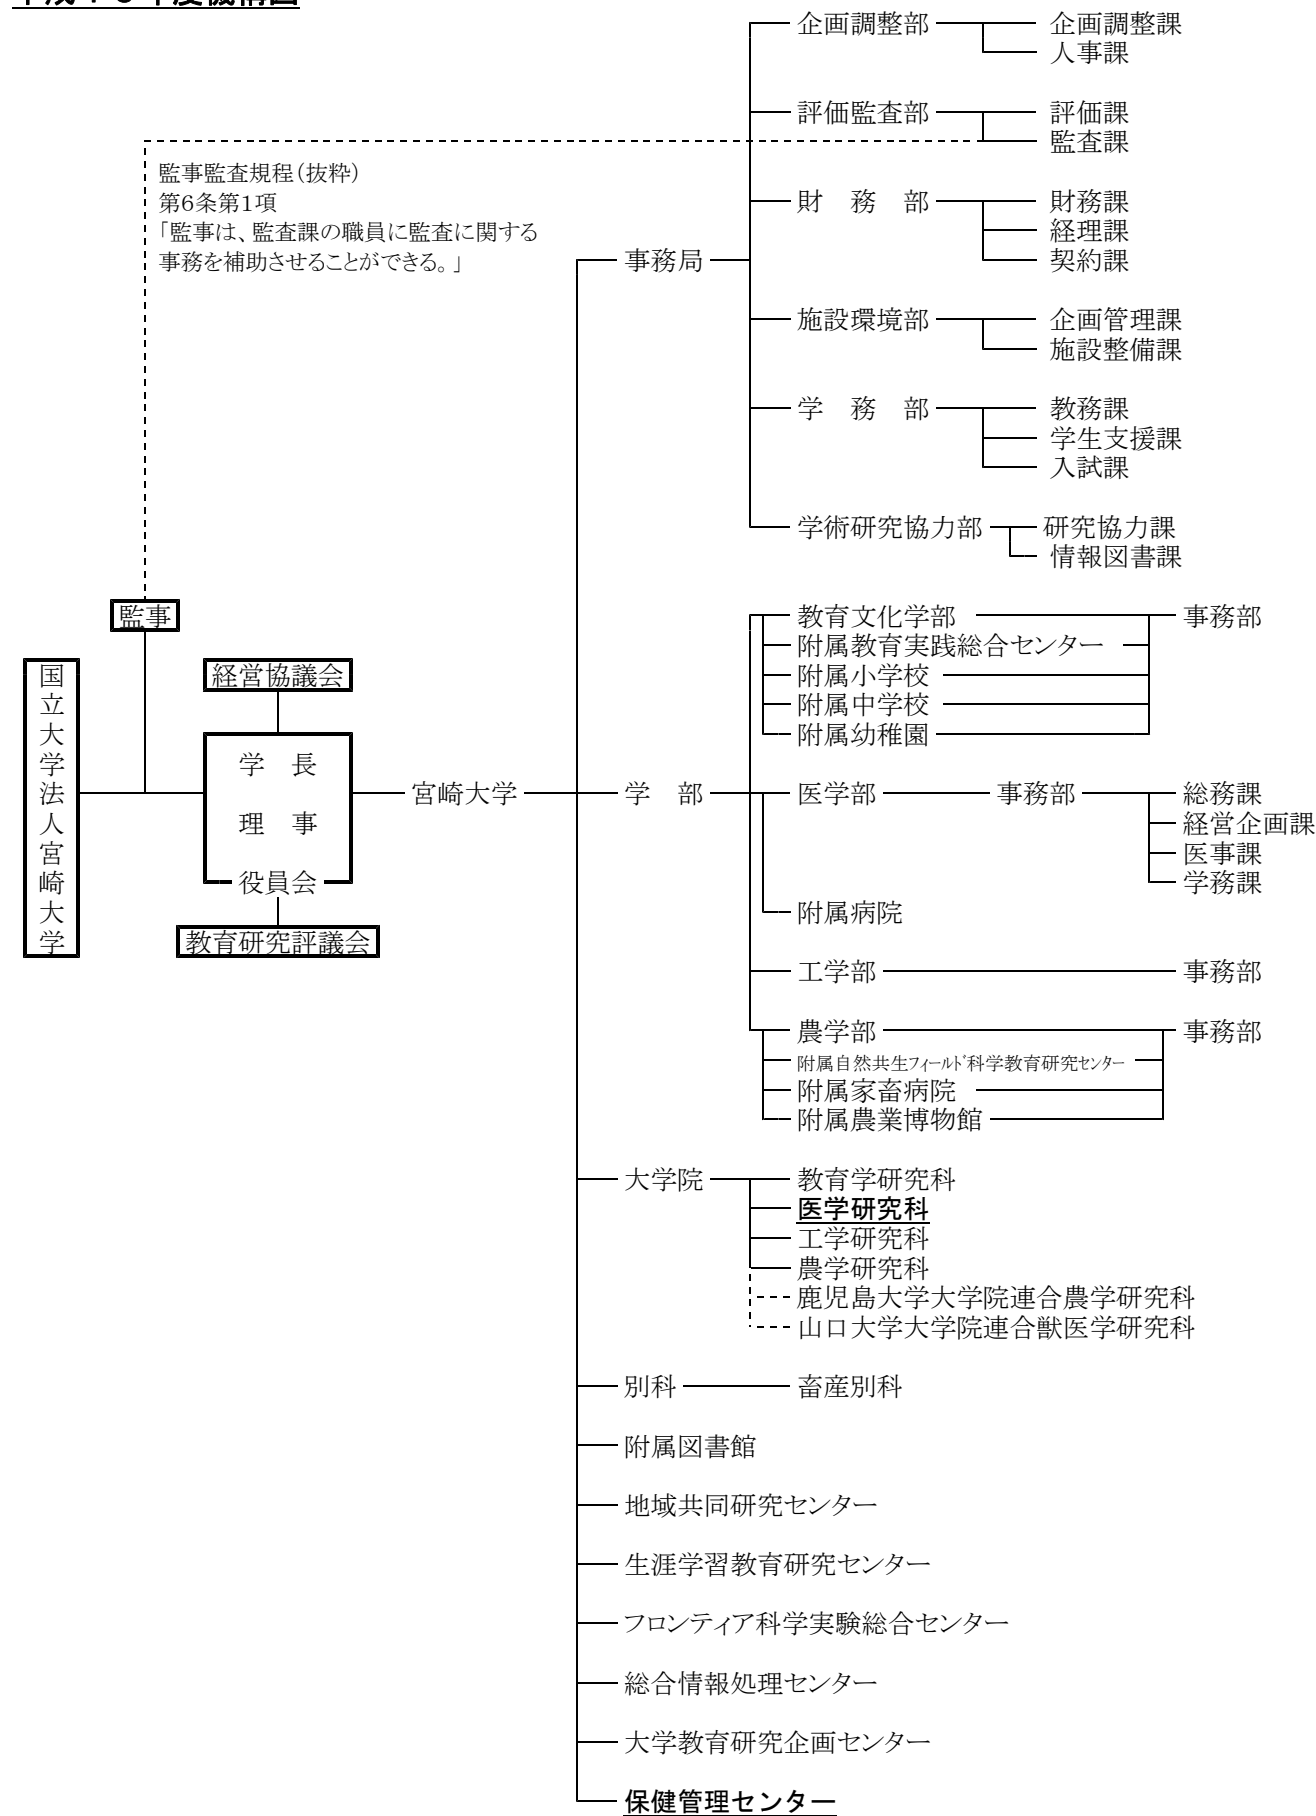 企画調整部 企画調整課
人事課
評価監査部 評価課
監査課
監事監査規程(抜粋)
第6条第1項
「監事は、監査課の職員に監査に関する
事務を補助させることができる。」
財 務 部 財務課
経理課
契約課
事務局
施設環境部 企画管理課
施設整備課
学 務 部 教務課
学生支援課
入試課
学術研究協力部 研究協力課
情報図書課
監事
国立大学法人宮崎大学
経営協議会
学 長
理 事
役員会
教育研究評議会
宮崎大学
学 部
教育文化学部 事務部
附属教育実践総合センター
附属小学校
附属中学校
附属幼稚園
医学部 事務部 総務課
経営企画課
医事課
学務課
附属病院
工学部 事務部
農学部 事務部
附属自然共生フィールド科学教育研究センター
附属家畜病院
附属農業博物館
大学院 教育学研究科
医学研究科
工学研究科
農学研究科
鹿児島大学大学院連合農学研究科
山口大学大学院連合獣医学研究科
別科 畜産別科
附属図書館
地域共同研究センター
生涯学習教育研究センター
フロンティア科学実験総合センター
総合情報処理センター
大学教育研究企画センター
保健管理センター